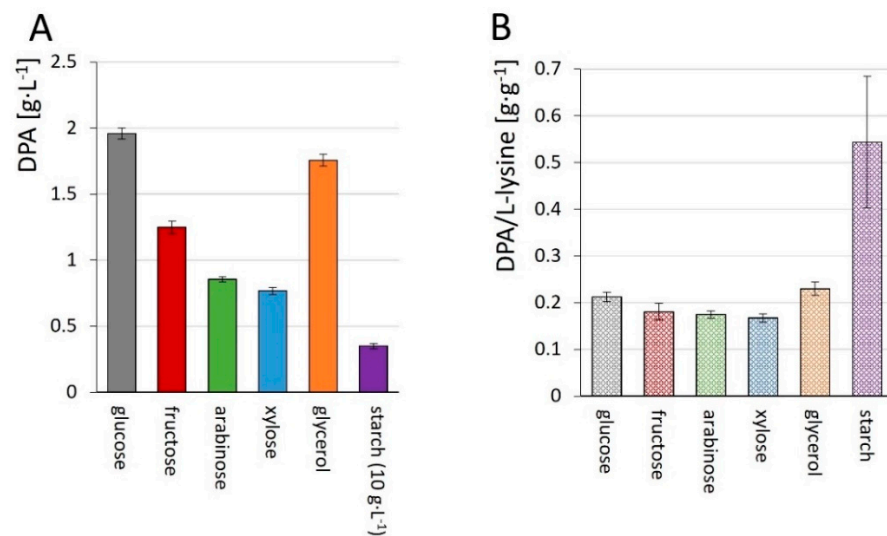 A
DPA [g·L⁻¹]
2.5
2
1.5
1
0.5
0
glucose
fructose
arabinose
xylose
glycerol
starch (10 g·L⁻¹)
B
DPA/L-lysine [g·g⁻¹]
0.7
0.6
0.5
0.4
0.3
0.2
0.1
0
glucose
fructose
arabinose
xylose
glycerol
starch